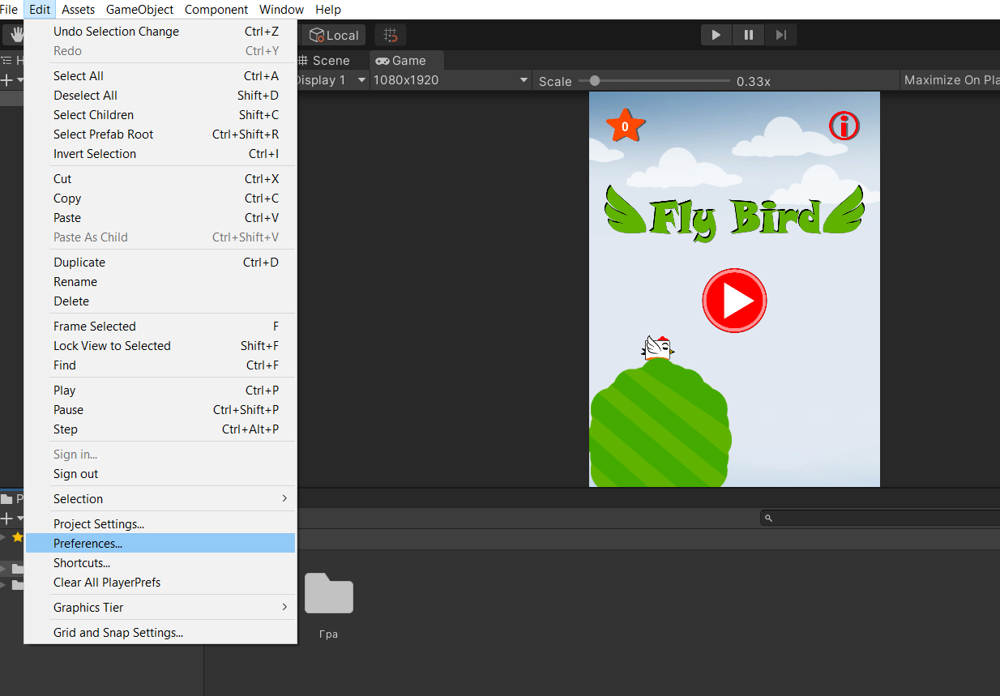 File Edit Assets GameObject Component Window Help
Undo Selection Change Ctrl+Z
Redo Ctrl+Y
Select All Ctrl+A
Deselect All Shift+D
Select Children Shift+C
Select Prefab Root Ctrl+Shift+R
Invert Selection Ctrl+I
Cut Ctrl+X
Copy Ctrl+C
Paste Ctrl+V
Paste As Child Ctrl+Shift+V
Duplicate Ctrl+D
Rename
Delete
Frame Selected F
Lock View to Selected Shift+F
Find Ctrl+F
Play Ctrl+P
Pause Ctrl+Shift+P
Step Ctrl+Alt+P
Sign in...
Sign out
Selection
Project Settings...
Preferences...
Shortcuts...
Clear All PlayerPrefs
Graphics Tier
Grid and Snap Settings...
Local
H
Scene Game
Display 1 1080x1920 Scale 0.33x Maximize On Pla
0
Fly Bird
P
Гра